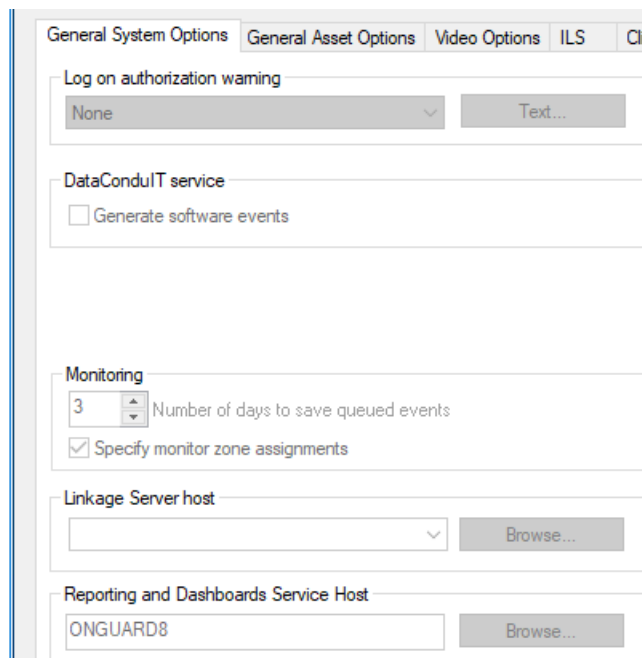 General System Options General Asset Options Video Options ILS
Log on authorization warning
None Text...
DataConduIT service
Generate software events
Monitoring
3 Number of days to save queued events
Specify monitor zone assignments
Linkage Server host
Browse...
Reporting and Dashboards Service Host
ONGUARD8 Browse...